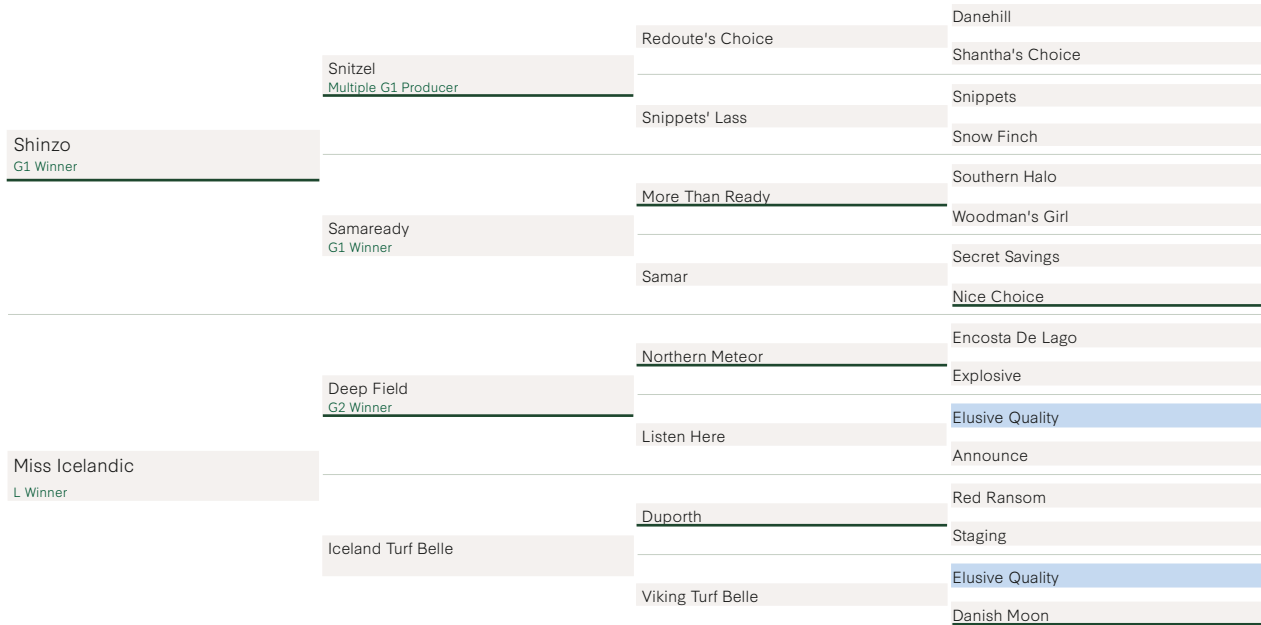 Shinzo
G1 Winner
Miss Icelandic
L Winner
Snitzel
Multiple G1 Producer
Samaready
G1 Winner
Deep Field
G2 Winner
Iceland Turf Belle
Redoute's Choice
Snippets' Lass
More Than Ready
Samar
Northern Meteor
Listen Here
Duporth
Viking Turf Belle
Danehill
Shantha's Choice
Snippets
Snow Finch
Southern Halo
Woodman's Girl
Secret Savings
Nice Choice
Encosta De Lago
Explosive
Elusive Quality
Announce
Red Ransom
Staging
Elusive Quality
Danish Moon